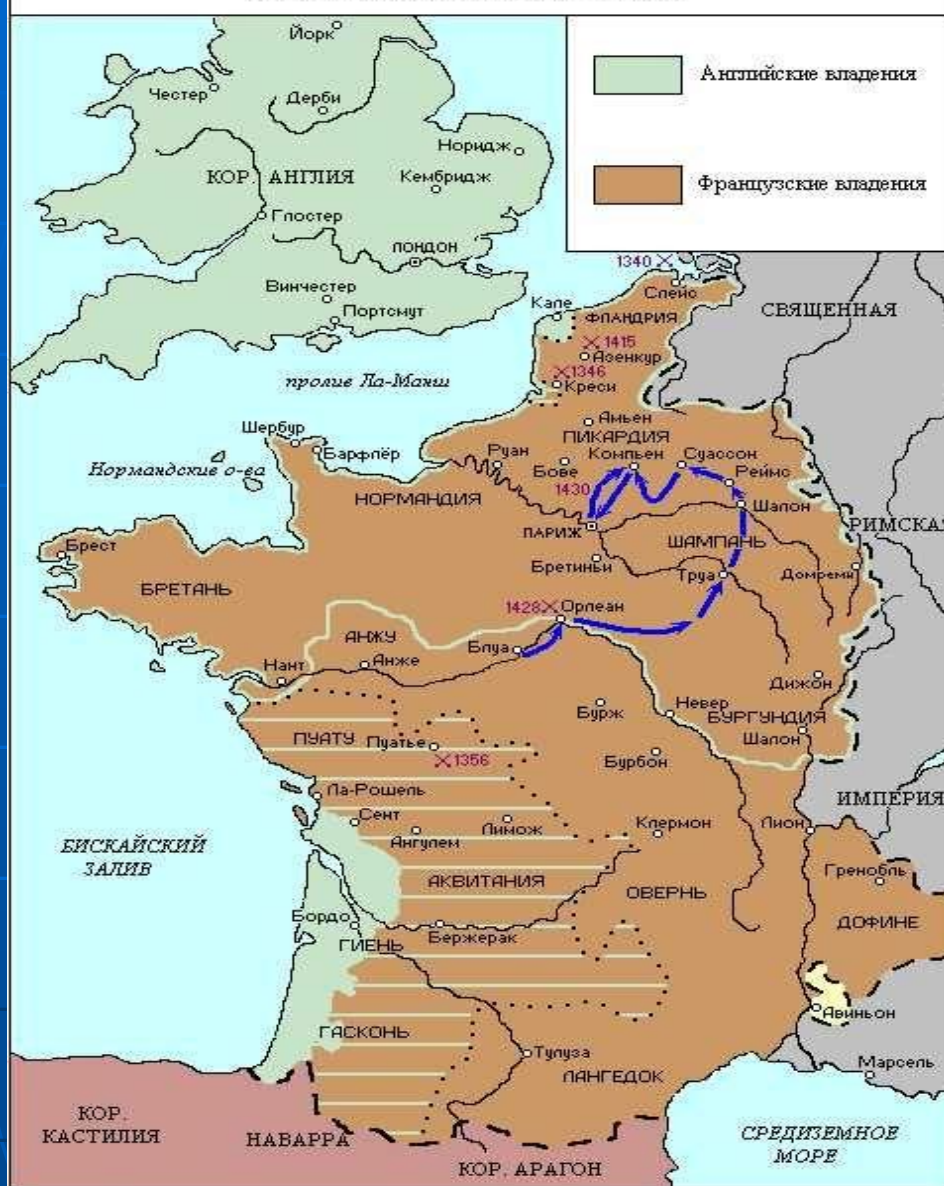 Йорк
Честер
Дерби
Норидж
КОР. АНГЛИЯ
Кембридж
Глостер
ЛОНДОН
Винчестер
Портсмут
Английские владения
Французские владения
1340
Слейс
Кале
ФЛАНДРИЯ
СВЯЩЕННАЯ
1415
Азенкур
1346
Креси
пролив Ла-Манш
Амьен
ПИКАРДИЯ
Шербур
Барфлёр
Нормандские о-ва
Руан
Бове
Компьен
Суассон
Реймс
1430
НОРМАНДИЯ
Шалон
РИМСКАЯ
ПАРИЖ
ШАМПАНЬ
Брест
Бретиньи
Труа
Домреми
БРЕТАНЬ
1428
Орлеан
АНЖУ
Блуа
Нант
Анже
Дижон
Бурж
Невер
БУРГУНДИЯ
ПУАТУ
Пуатье
Шалон
1356
Бурбон
Ла-Рошель
ИМПЕРИЯ
Сент
Ангулем
Лимож
Клермон
Лион
БИСКАЙСКИЙ
ЗАЛИВ
АКВИТАНИЯ
ОВЕРНЬ
Гренобль
Бордо
ГИЕНЬ
Бержерак
ДОФИНЕ
Авиньон
ГАСКОНЬ
Тулуза
ЛАНГЕДОК
Марсель
КОР.
КАСТИЛИЯ
НАВАРРА
КОР. АРАГОН
СРЕДИЗЕМНОЕ
МОРЕ